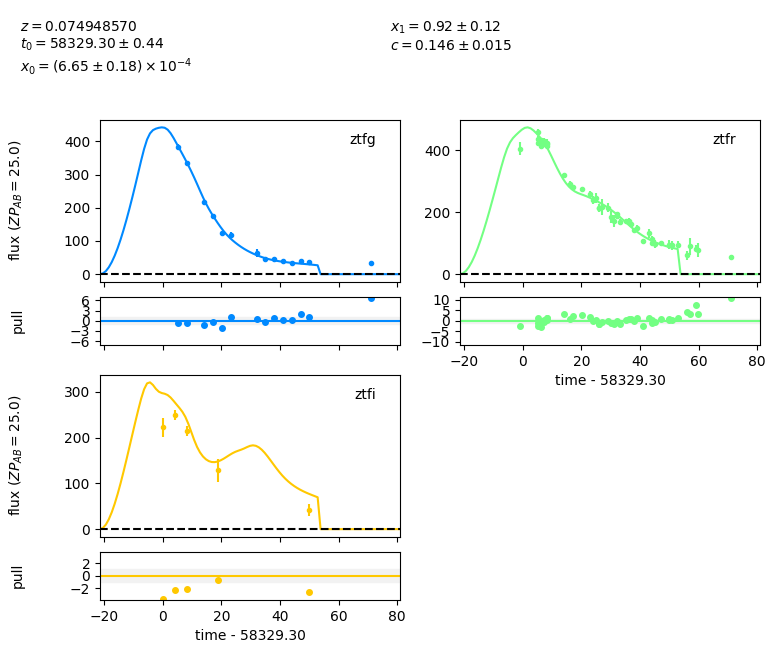 z = 0.074948570
t₀ = 58329.30 ± 0.44
x₀ = (6.65 ± 0.18) × 10⁻⁴
x₁ = 0.92 ± 0.12
c = 0.146 ± 0.015
flux (ZP_AB = 25.0)
400
300
200
100
0
ztfg
400
200
0
ztfr
pull
6
3
0
−3
−6
10
5
0
−5
−10
−20 0 20 40 60 80
time - 58329.30
flux (ZP_AB = 25.0)
300
200
100
0
ztfi
pull
2
0
−2
−20 0 20 40 60 80
time - 58329.30